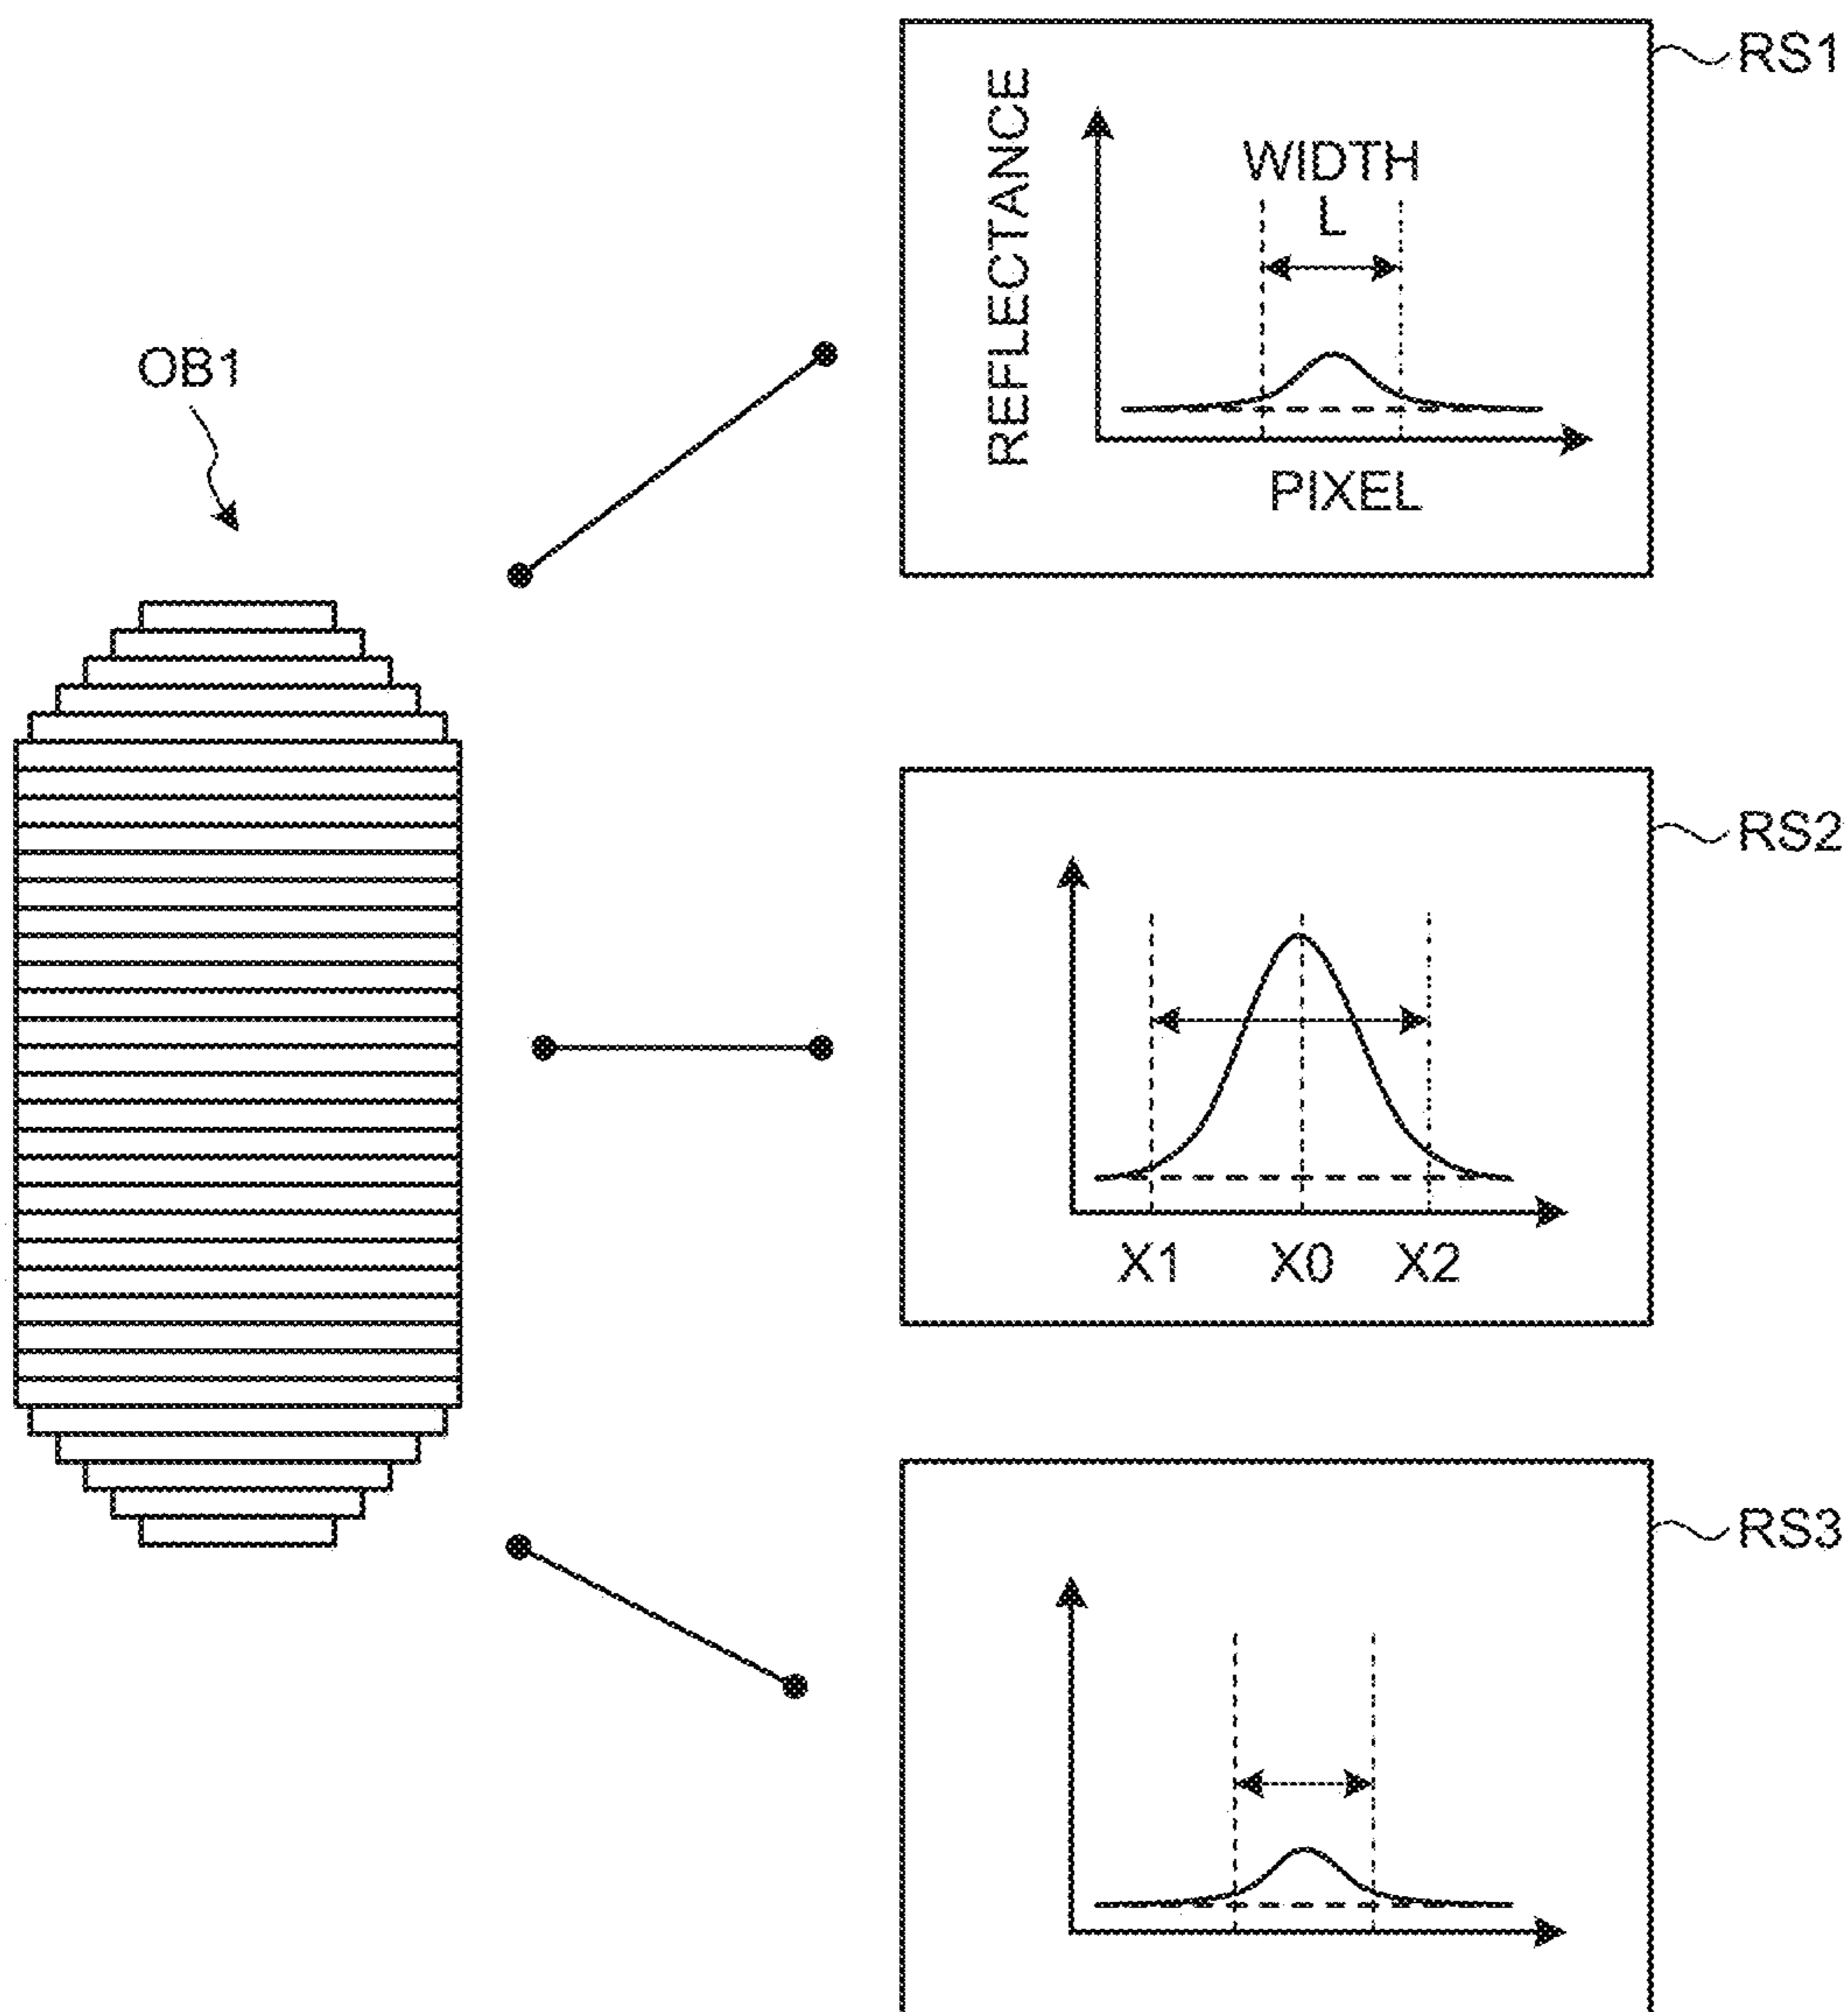 RS1
REFLECTANCE
WIDTH
L
PIXEL
OB1
RS2
X1 X0 X2
RS3